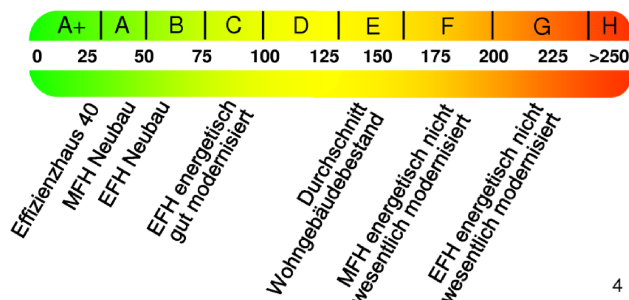 A+ A B C D E F G H
0 25 50 75 100 125 150 175 200 225 >250
Effizienzhaus 40
MFH Neubau
EFH Neubau
EFH energetisch
gut modernisiert
Durchschnitt
Wohngebäudebestand
MFH energetisch nicht
wesentlich modernisiert
EFH energetisch nicht
wesentlich modernisiert
4